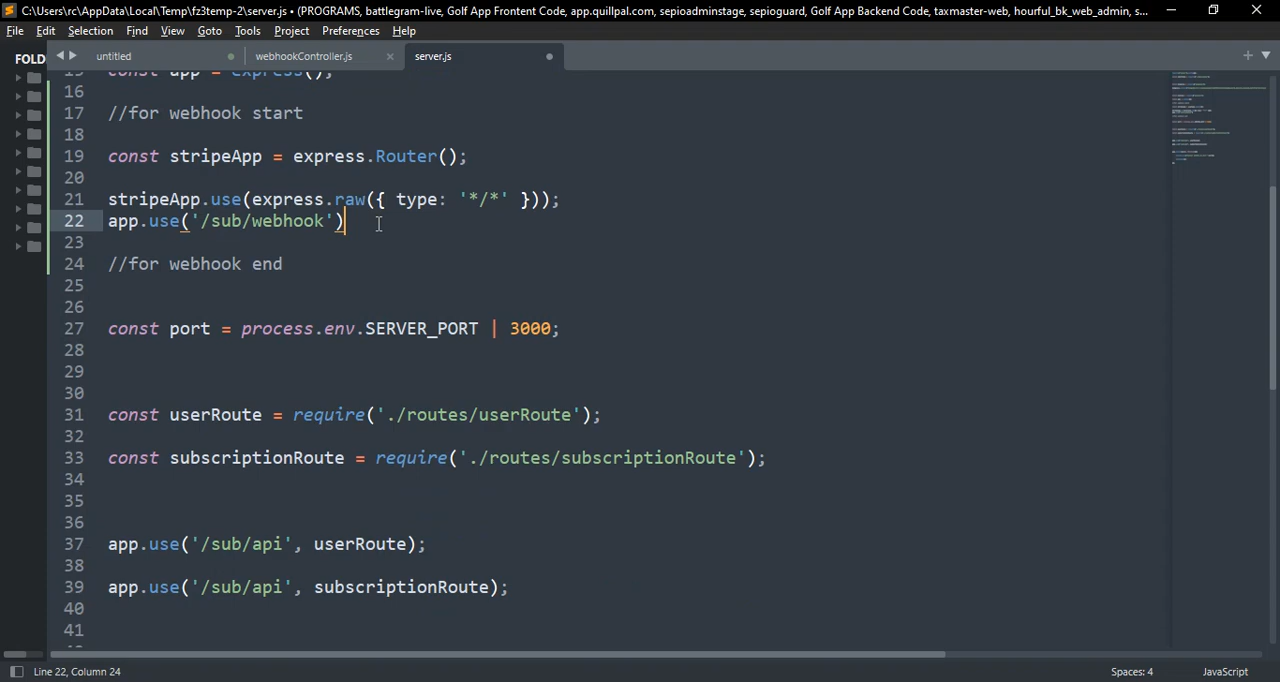 C:\Users\rc\AppData\Local\Temp\fz3temp-2\server.js • (PROGRAMS, battlegram-live, Golf App Frontent Code, app.quillpal.com, sepioadminstage, sepioguard, Golf App Backend Code, taxmaster-web, hourful_bk_web_admin, s...
File Edit Selection Find View Goto Tools Project Preferences Help
FOLD
untitled webhookController.js server.js
15 const app = express();
16
17 //for webhook start
18
19 const stripeApp = express.Router();
20
21 stripeApp.use(express.raw({ type: '*/*' }));
22 app.use('/sub/webhook')
23
24 //for webhook end
25
26
27 const port = process.env.SERVER_PORT | 3000;
28
29
30
31 const userRoute = require('./routes/userRoute');
32
33 const subscriptionRoute = require('./routes/subscriptionRoute');
34
35
36
37 app.use('/sub/api', userRoute);
38
39 app.use('/sub/api', subscriptionRoute);
40
41
Line 22, Column 24 Spaces: 4 JavaScript